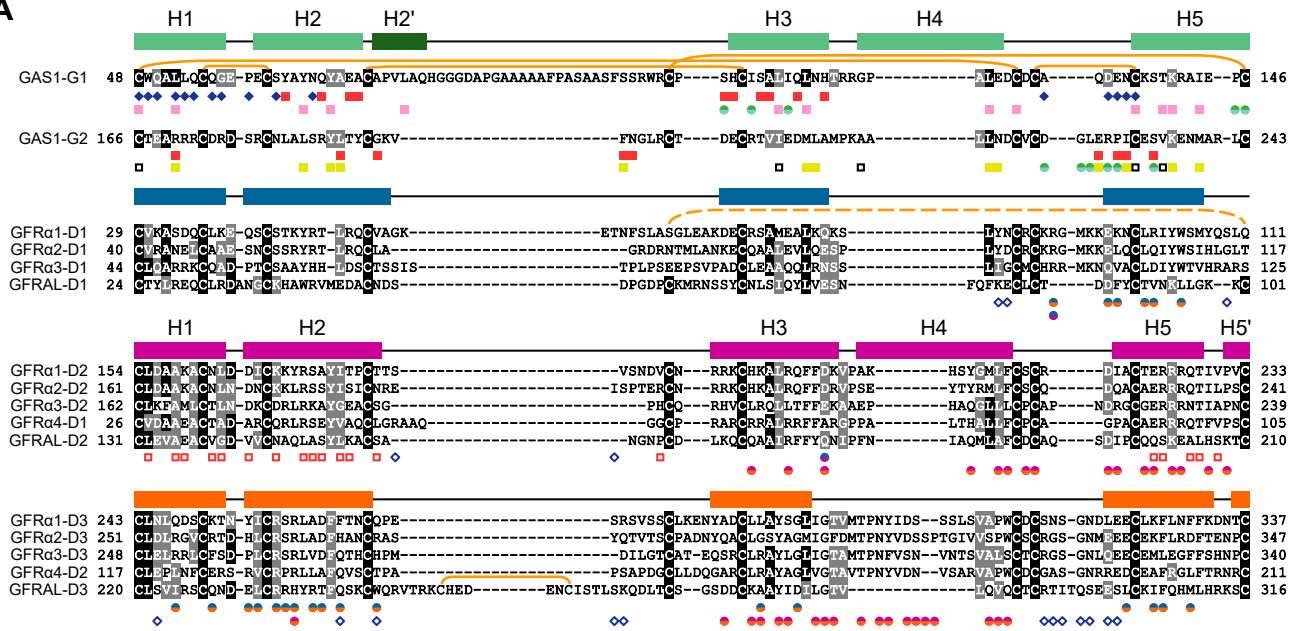 A
H1 H2 H2' H3 H4 H5
GAS1-G1 48 CWQALLQCQGE-PECSYAYNQYAEACAPVLAQHGGGDAPGAAAAAFPASAASFSSRWRCP----SHCISALIQLNHTRRGP-----------ALEDCDCA-----QDENCKSTKRAIE--PC 146
GAS1-G2 166 CTEARRRCDRD-SRCNLALSRYLTYCGKV------------------------FNGLRCT----DECRTVIEDMLAMPKAA-----------LLNDCVCD---GLERPICESVKENMAR-LC 243
GFRα1-D1 29 CVKASDQCLKE-QSCSTKYRT-LRQCVAGK---------------------ETNFSLASGLEAKDECRSAMEALKQKS---------------LYNCRCKRG-MKKEKNCLRIYWSMYQSLQ 111
GFRα2-D1 40 CVRANELCAAE-SNCSSRYRT-LRQCLA--------------------------GRDRNTMLANKECQAALEVLQESP---------------LYDCRCKRG-MKKELQCLQIYWSIHLGLT 117
GFRα3-D1 44 CLQARRKCQAD-PTCSAAYHH-LDSCTSSIS----------------------TPLPSEEPSVPADCLEAAQQLRNSS---------------LIGCMCHRR-MKNQVACLDIYWTVHRARS 125
GFRAL-D1 24 CTYLREQCLRDANGCKHAWRVMEDACNDS------------------------DPGDPCKMRNSSYCNLSIQYLVESN-------------FQFKECLCT------DDFYCTVNKLLGK-KC 101
H1 H2 H3 H4 H5 H5'
GFRα1-D2 154 CLDAAKACNLD-DICKKYRSAYITPCTTS------------------------VSNDVCN---RRKCHKALRQFFDKVPAK--------HSYGMLFCSCR------DIACTERRRQTIVPVC 233
GFRα2-D2 161 CLDAAKACNLN-DNCKKLRSSYISICNRE-----------------------ISPTERCN---RRKCHKALRQFFDRVPSE--------YTYRMLFCSCQ------DQACAERRRQTILPSC 241
GFRα3-D2 162 CLKFAMLCTLN-DKCDRLRKAYGEACSG----------------------------PHCQ---RHVCLRQLLTFFEKAAEP--------HAQGLLLCPCAP----NDRGCGERRRNTIAPNC 239
GFRα4-D1 26 CVDAAEACTAD-ARCQRLRSEYVAQCLGRAAQ------------------------GGCP---RARCRRALRRFFARGPPA--------LTHALLFCPCAP-----GPACAERRRQTFAPAC 105
GFRAL-D2 131 CLEVAEACVGD-VVCNAQLASYLKACSA--------------------------NGNPCD---LKQCQAAIRFFYQNIPFN--------IAQMLAFCDCAQ----SDIPCQQSKEALHSKTC 210
GFRα1-D3 243 CLNLQDSCKTN-YICRSRLADFFTNCQPE-----------------------SRSVSSCLKENYADCLLAYSGLIGTVMTPNYIDS--SSLSVAPWCDCSNS-GNDLEECLKFLNFFKDNTC 337
GFRα2-D3 251 CLDLRGVCRTD-HLCRSRLADFHANCRAS-----------------------YQTVTSCPADNYQACLGSYAGMIGFDMTPNYVDSSPTGIVVSPWCSCRGS-GNMEEECEKFLRDFTENPC 347
GFRα3-D3 248 CLELRRLCFSD-PLCRSRLVDFQTHCHPM------------------------DILGTCAT-EQSRCLRAYLGLIGTAMTPNFVSN--VNTSVALSCTCRGS-GNLQEECEMLEGFFSHNPC 340
GFRα4-D2 117 CLEPLNFCERS-RVCRPRLLAFQVSCTPA-----------------------PSAPDGCLLDQGARCLRAYAGLVGTAVTPNYVDN--VSARVAPWCDCGAS-GNRREDCEAFRGLFTRNRC 211
GFRAL-D3 220 CLSVIRSCQND-ELCRRHYRTFQSKCWQRVTRKCHED--------ENCISTLSKQDLTCS---GSDDCKAAYIDILGTV-------------LQVQCTCRTITQSEESLCKIFQHMLHRKSC 316